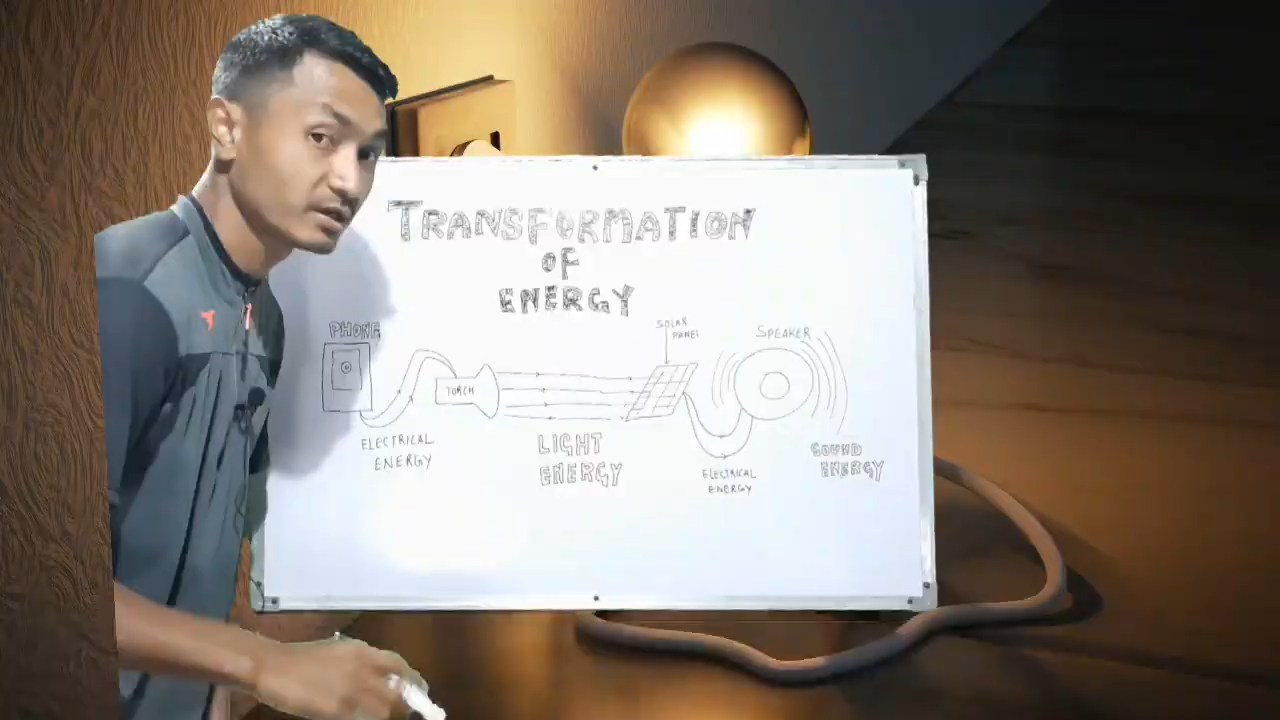 TRANSFORMATION
OF
ENERGY
PHONE
TORCH
SOLAR
PANEL
SPEAKER
ELECTRICAL
ENERGY
LIGHT
ENERGY
ELECTRICAL
ENERGY
SOUND
ENERGY